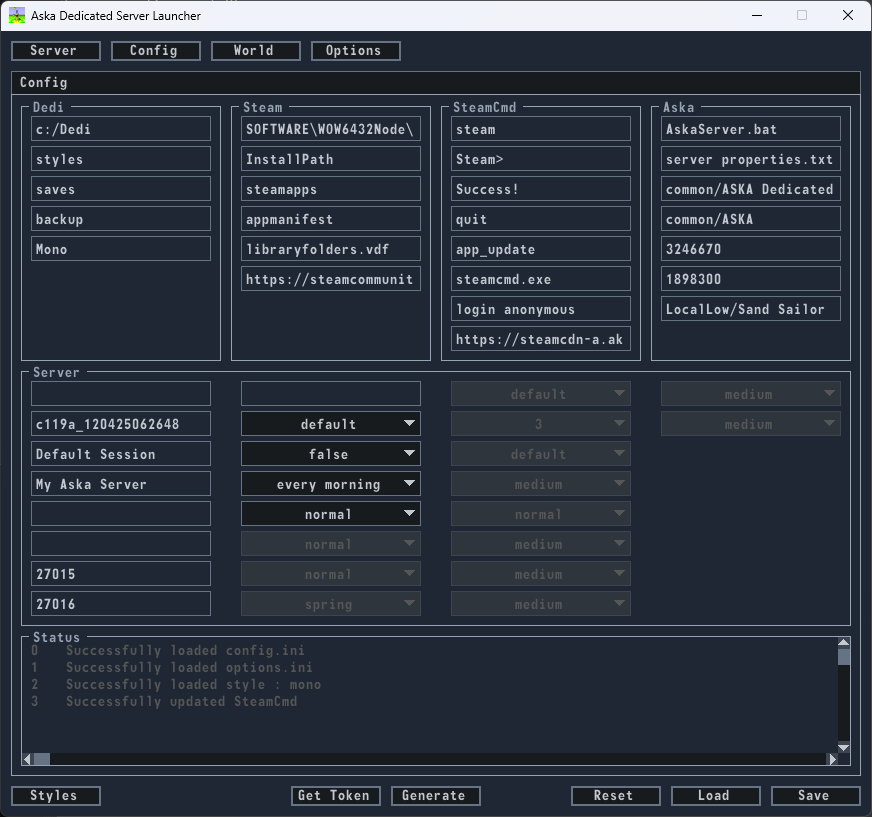 Aska Dedicated Server Launcher
Server Config World Options
Config
Dedi Steam SteamCmd Aska
c:/Dedi SOFTWARE\WOW6432Node\ steam AskaServer.bat
styles InstallPath Steam> server properties.txt
saves steamapps Success! common/ASKA Dedicated
backup appmanifest quit common/ASKA
Mono libraryfolders.vdf app_update 3246670
https://steamcommunit steamcmd.exe 1898300
login anonymous LocalLow/Sand Sailor
https://steamcdn-a.ak
Server
default medium
c119a_120425062648 default 3 medium
Default Session false default
My Aska Server every morning medium
normal normal
normal medium
27015 normal medium
27016 spring medium
Status
0 Successfully loaded config.ini
1 Successfully loaded options.ini
2 Successfully loaded style : mono
3 Successfully updated SteamCmd
Styles Get Token Generate Reset Load Save